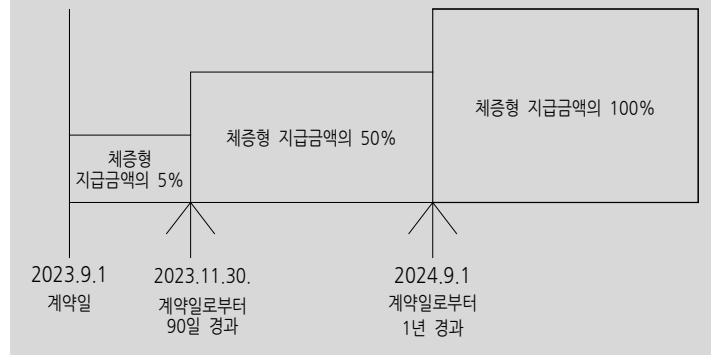 체증형 지급금액의 100%
체증형 지급금액의 50%
체증형
지급금액의 5%
2023.9.1
계약일
2023.11.30.
계약일로부터
90일 경과
2024.9.1
계약일로부터
1년 경과